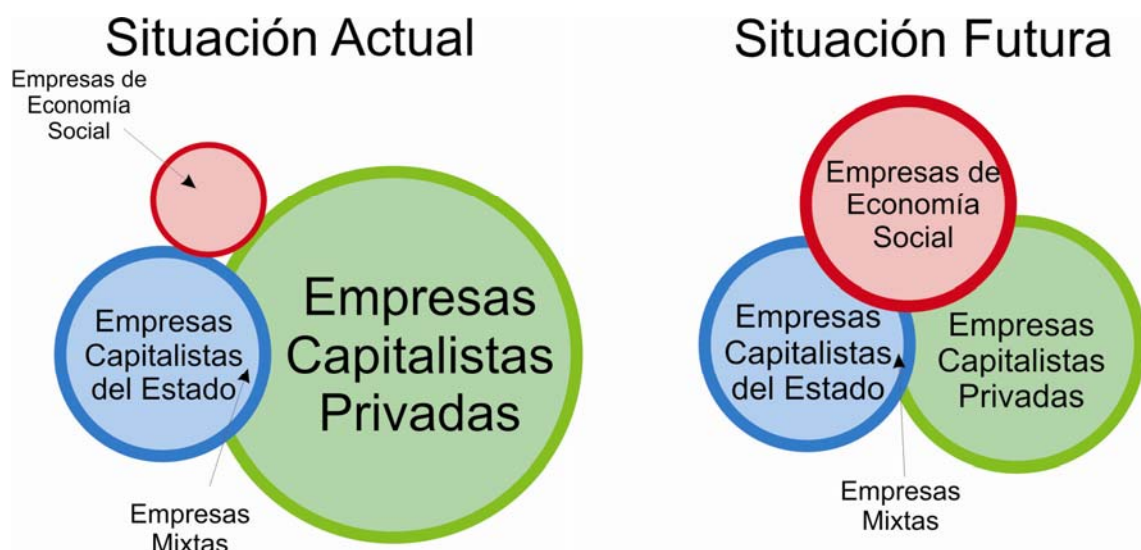 Situación Actual
Empresas de
Economía
Social
Empresas
Capitalistas
del Estado
Empresas
Capitalistas
Privadas
Empresas
Mixtas
Situación Futura
Empresas de
Economía
Social
Empresas
Capitalistas
del Estado
Empresas
Capitalistas
Privadas
Empresas
Mixtas